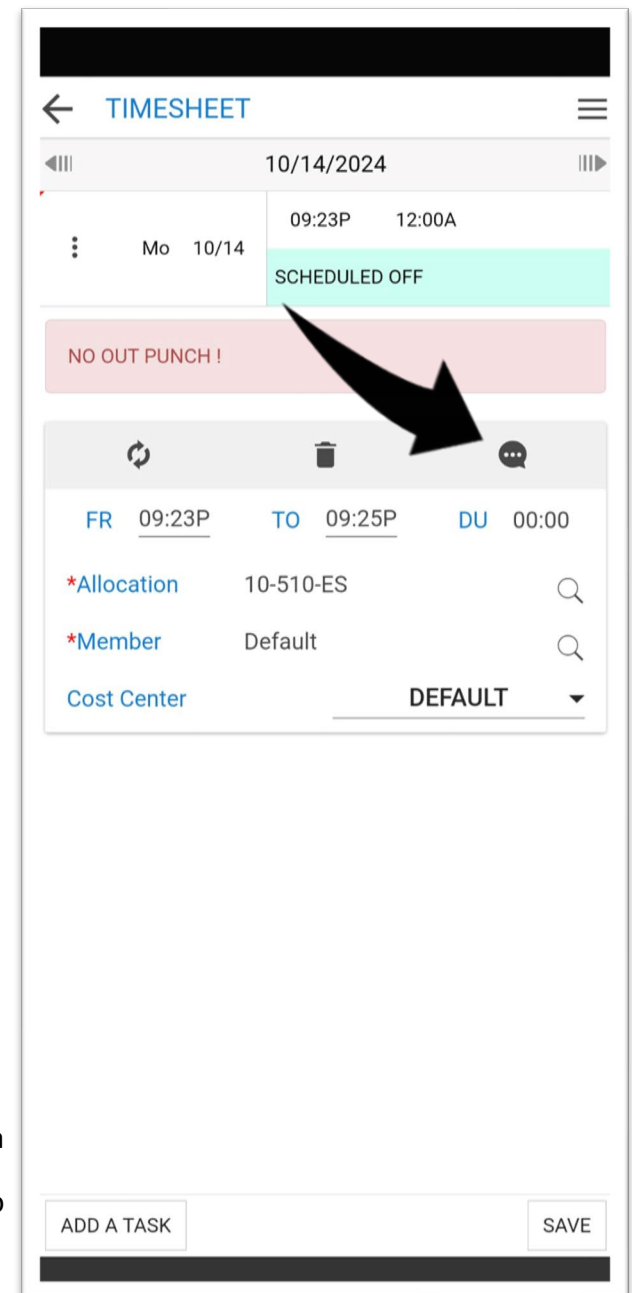 TIMESHEET
10/14/2024
09:23P 12:00A
Mo 10/14
SCHEDULED OFF
NO OUT PUNCH !
FR 09:23P TO 09:25P DU 00:00
*Allocation 10-510-ES
*Member Default
Cost Center DEFAULT
ADD A TASK SAVE